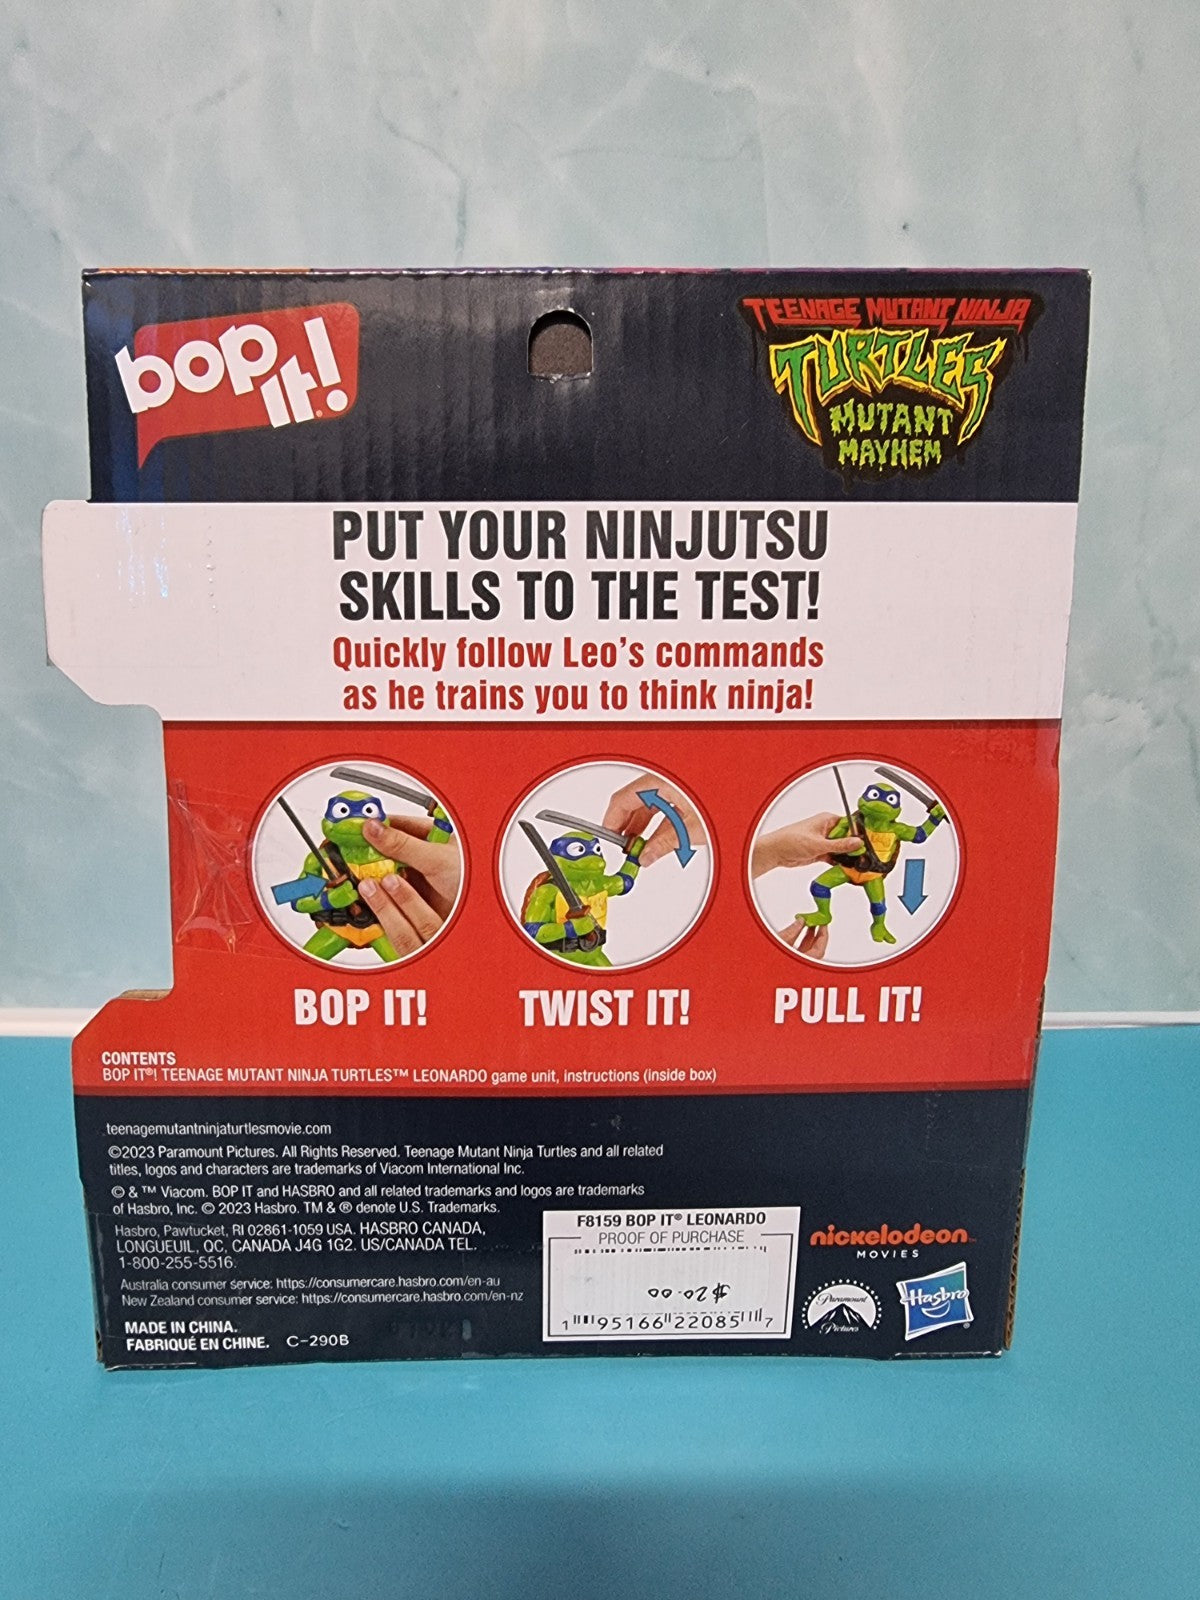 bop it!®
TEENAGE MUTANT NINJA
TURTLES
MUTANT
MAYHEM
PUT YOUR NINJUTSU
SKILLS TO THE TEST!
Quickly follow Leo's commands
as he trains you to think ninja!
BOP IT!
TWIST IT!
PULL IT!
CONTENTS
BOP IT®! TEENAGE MUTANT NINJA TURTLES™ LEONARDO game unit, instructions (inside box)
teenagemutantninjaturtlesmovie.com
©2023 Paramount Pictures. All Rights Reserved. Teenage Mutant Ninja Turtles and all related
titles, logos and characters are trademarks of Viacom International Inc.
© & ™ Viacom. BOP IT and HASBRO and all related trademarks and logos are trademarks
of Hasbro, Inc. © 2023 Hasbro. TM & ® denote U.S. Trademarks.
Hasbro, Pawtucket, RI 02861-1059 USA. HASBRO CANADA,
LONGUEUIL, QC, CANADA J4G 1G2. US/CANADA TEL.
1-800-255-5516.
Australia consumer service: https://consumercare.hasbro.com/en-au
New Zealand consumer service: https://consumercare.hasbro.com/en-nz
MADE IN CHINA.
FABRIQUÉ EN CHINE. C-290B
F8159 BOP IT® LEONARDO
PROOF OF PURCHASE
$20.00
1 95166 22085 7
nickelodeon™
MOVIES
Paramount
Pictures
Hasbro®